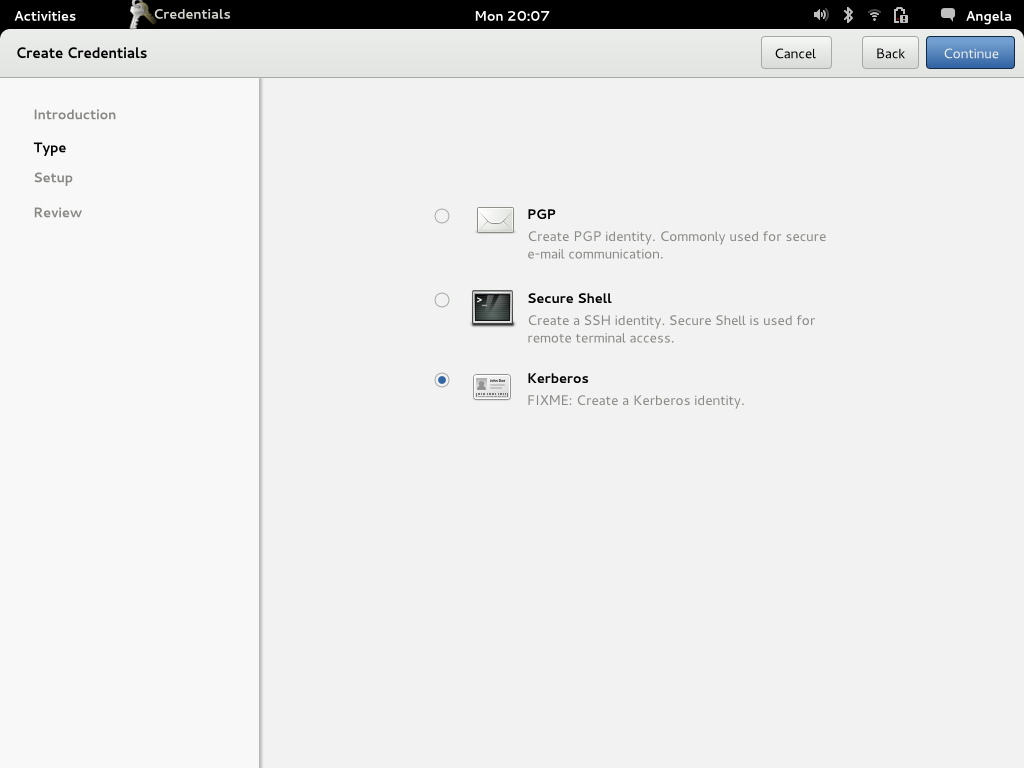 Activities
Credentials
Mon 20:07
Angela
Create Credentials
Cancel
Back
Continue
Introduction
Type
Setup
Review
PGP
Create PGP identity. Commonly used for secure
e-mail communication.
>_
Secure Shell
Create a SSH identity. Secure Shell is used for
remote terminal access.
John Doe
Kerberos
FIXME: Create a Kerberos identity.